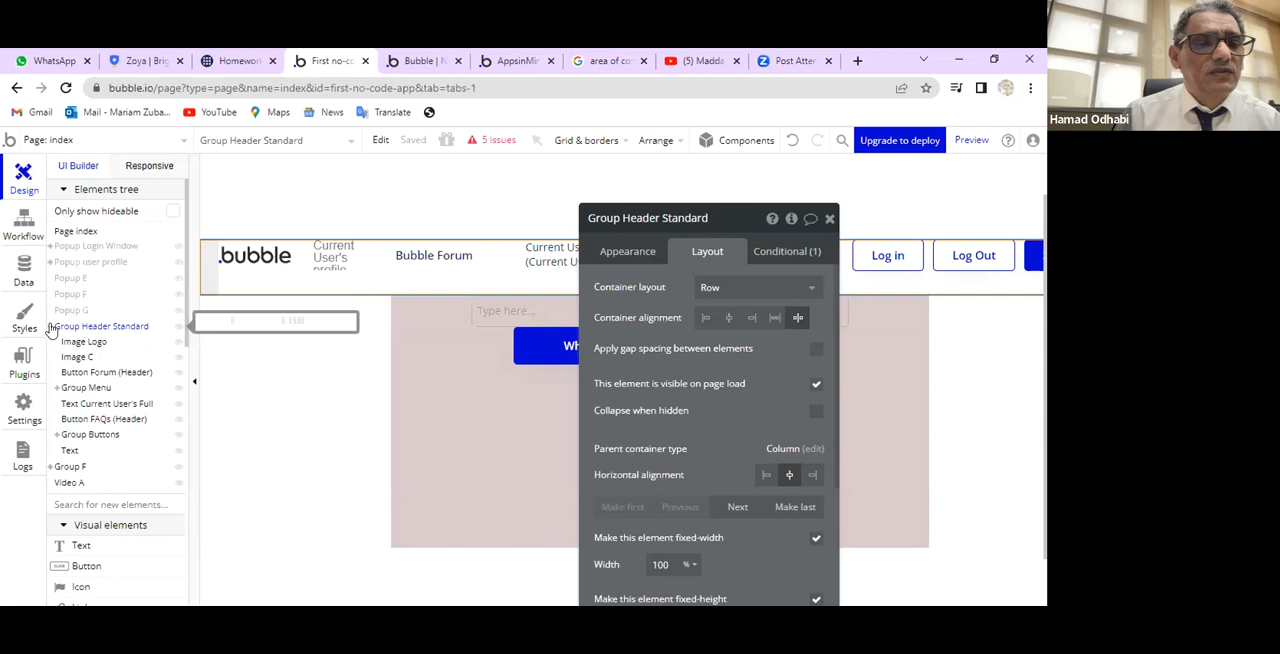 WhatsApp
Zoya | Brig
Homework
First no-co
Bubble | N
AppsinMi
area of co
(5) Madda
Post Atter
bubble.io/page?type=page&name=index&id=first-no-code-app&tab=tabs-1
Gmail
Mail - Mariam Zuba...
YouTube
Maps
News
Translate
Hamad Odhabi
Page: index
Group Header Standard
Edit
Saved
5 issues
Grid & borders
Arrange
Components
Upgrade to deploy
Preview
Design
Workflow
Data
Styles
Plugins
Settings
Logs
UI Builder
Responsive
Elements tree
Only show hideable
Page index
Popup Login Window
Popup user profile
Popup E
Popup F
Popup G
Group Header Standard
Image Logo
Image C
Button Forum (Header)
Group Menu
Text Current User's Full
Button FAQs (Header)
Group Buttons
Text
Group F
Video A
Search for new elements...
Visual elements
Text
Button
Icon
.bubble
Current
User's
profile
Bubble Forum
Current Us
(Current U
Log in
Log Out
Type here...
Wh
Group Header Standard
Appearance
Layout
Conditional (1)
Container layout
Row
Container alignment
Apply gap spacing between elements
This element is visible on page load
Collapse when hidden
Parent container type
Column (edit)
Horizontal alignment
Make first
Previous
Next
Make last
Make this element fixed-width
Width
100
%
Make this element fixed-height